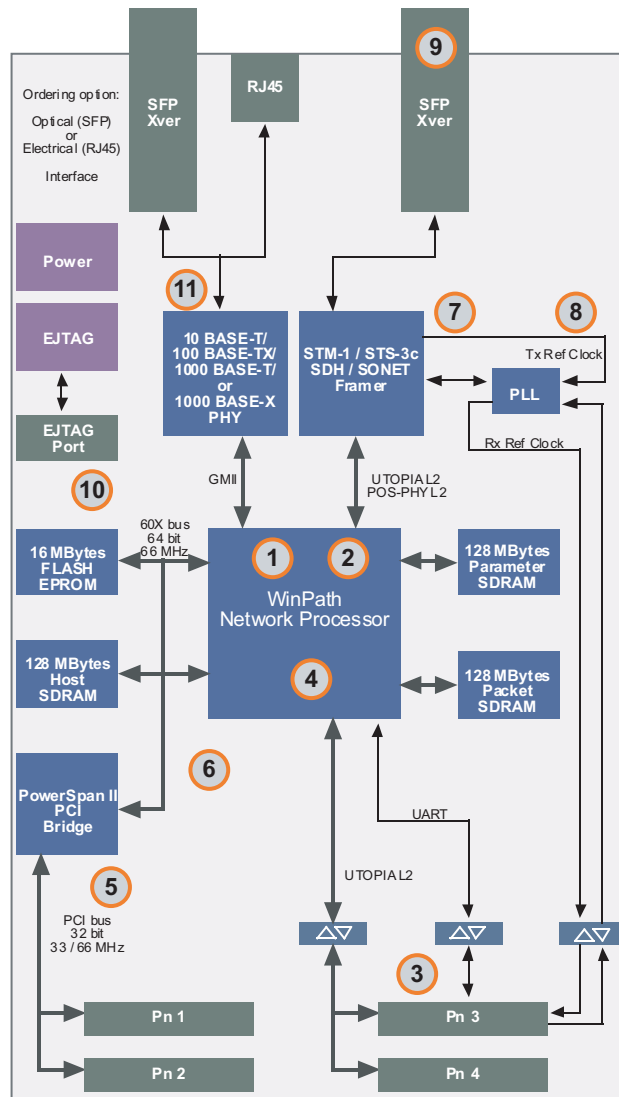 9
Ordering option:
Optical (SFP)
or
Electrical (RJ45)
Interface
SFP
Xver
RJ45
SFP
Xver
Power
EJTAG
EJTAG
Port
10
11
10 BASE-T/
100 BASE-TX/
1000 BASE-T/
or
1000 BASE-X
PHY
STM-1 / STS-3c
SDH / SONET
Framer
7
8
Tx Ref Clock
PLL
Rx Ref Clock
GMII
UTOPIA L2
POS-PHY L2
60X bus
64 bit
66 MHz
16 MBytes
FLASH
EPROM
1
2
WinPath
Network Processor
4
128 MBytes
Parameter
SDRAM
128 MBytes
Host
SDRAM
128 MBytes
Packet
SDRAM
6
PowerSpan II
PCI
Bridge
UART
UTOPIA L2
5
PCI bus
32 bit
33 / 66 MHz
3
Pn 1
Pn 3
Pn 2
Pn 4